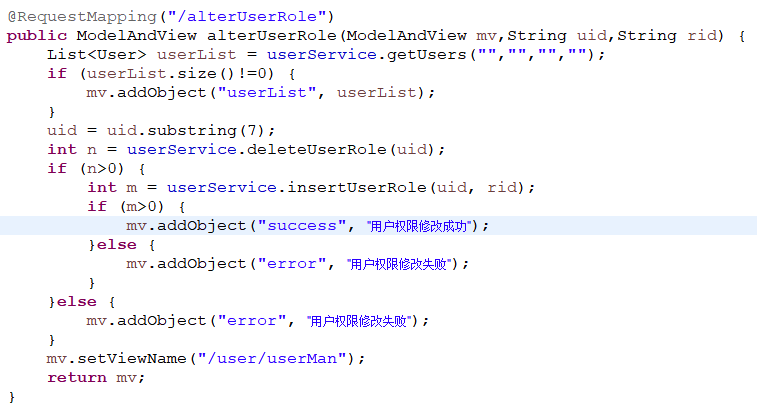 @RequestMapping("/alterUserRole")
public ModelAndView alterUserRole(ModelAndView mv,String uid,String rid) {
    List<User> userList = userService.getUsers("","","","");
    if (userList.size()!=0) {
        mv.addObject("userList", userList);
    }
    uid = uid.substring(7);
    int n = userService.deleteUserRole(uid);
    if (n>0) {
        int m = userService.insertUserRole(uid, rid);
        if (m>0) {
            mv.addObject("success", "用户权限修改成功");
        }else {
            mv.addObject("error", "用户权限修改失败");
        }
    }else {
        mv.addObject("error", "用户权限修改失败");
    }
    mv.setViewName("/user/userMan");
    return mv;
}